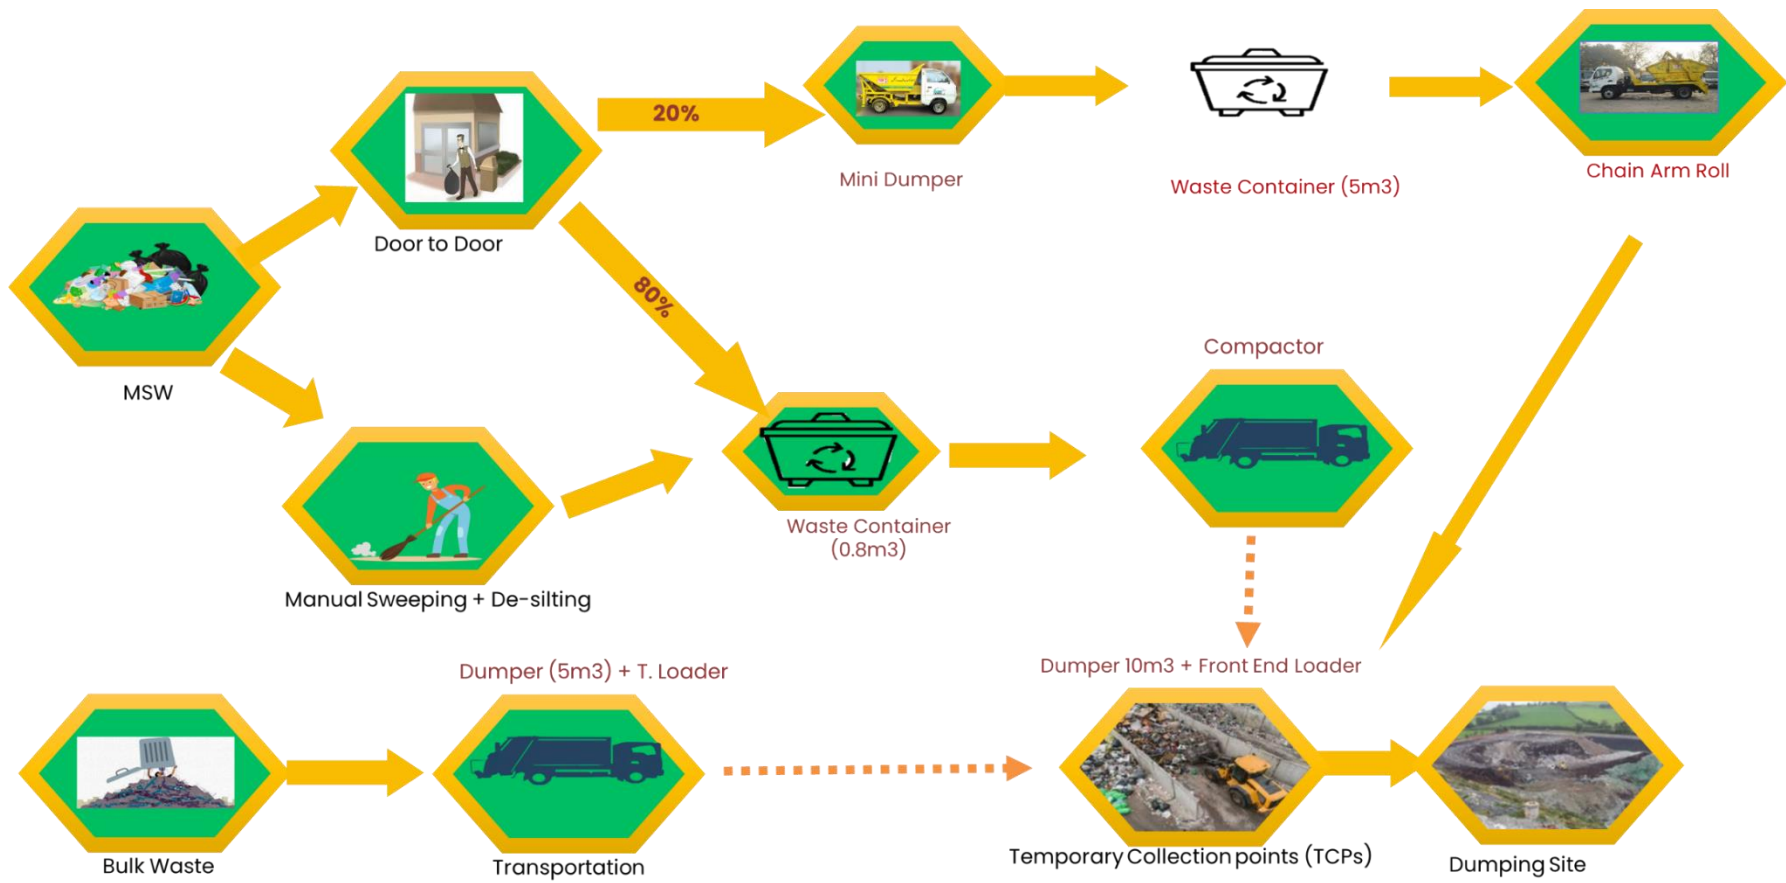 20%
Mini Dumper
Waste Container (5m3)
Chain Arm Roll
Door to Door
80%
MSW
Compactor
Waste Container
(0.8m3)
Manual Sweeping + De-silting
Dumper (5m3) + T. Loader
Dumper 10m3 + Front End Loader
Bulk Waste
Transportation
Temporary Collection points (TCPs)
Dumping Site